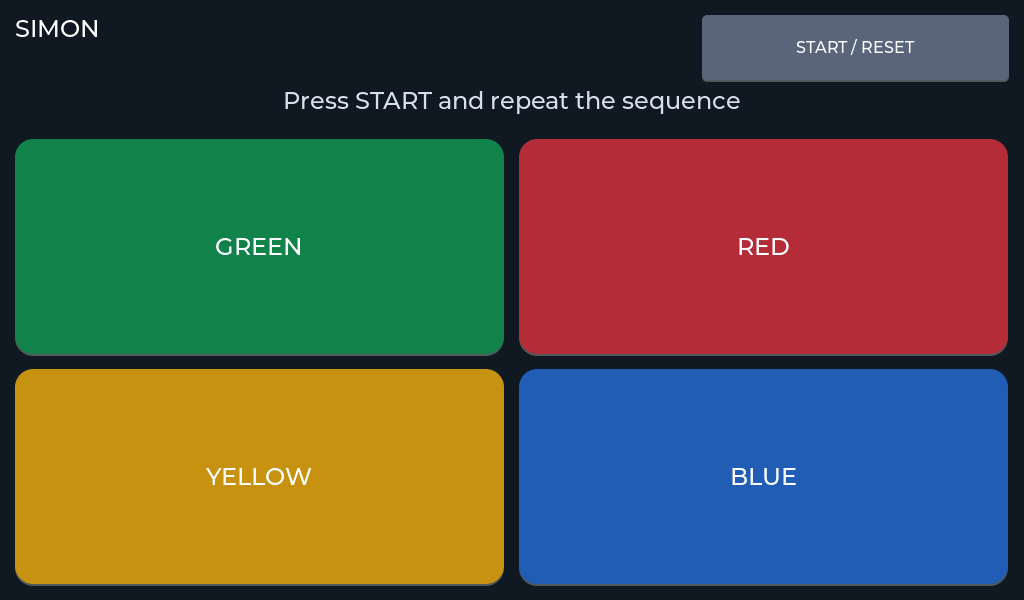 SIMON
START / RESET
Press START and repeat the sequence
GREEN
RED
YELLOW
BLUE